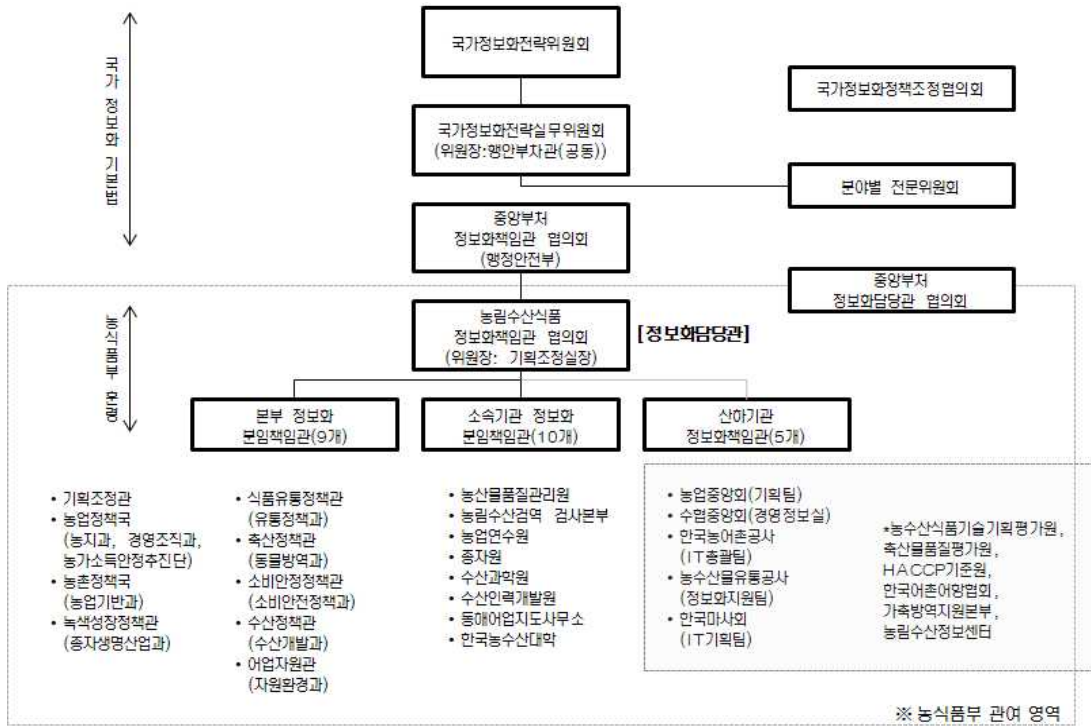 국가 정보화 기본법
국가정보화전략위원회
국가정보화정책조정협의회
국가정보화전략실무위원회
(위원장:행안부차관(공동))
분야별 전문위원회
중앙부처
정보화책임관 협의회
(행정안전부)
중앙부처
정보화담당관 협의회
농식품부 훈령
농림수산식품
정보화책임관 협의회
(위원장: 기획조정실장)
[정보화담당관]
본부 정보화
분임책임관(9개)
소속기관 정보화
분임책임관(10개)
산하기관
정보화책임관(5개)
• 기획조정관
• 농업정책국
(농지과, 경영조직과,
농가소득안정추진단)
• 농촌정책국
(농업기반과)
• 녹색성장정책관
(종자생명산업과)
• 식품유통정책관
(유통정책과)
• 축산정책관
(동물방역과)
• 소비안정정책관
(소비안전정책과)
• 수산정책관
(수산개발과)
• 어업자원관
(자원환경과)
• 농산물품질관리원
• 농림수산검역 검사본부
• 농업연수원
• 종자원
• 수산과학원
• 수산인력개발원
• 동해어업지도사무소
• 한국농수산대학
• 농업중앙회(기획팀)
• 수협중앙회(경영정보실)
• 한국농어촌공사
(IT총괄팀)
• 농수산물유통공사
(정보화지원팀)
• 한국마사회
(IT기획팀)
*농수산식품기술기획평가원,
축산물품질평가원,
HACCP기준원,
한국어촌어항협회,
가축방역지원본부,
농림수산정보센터
※ 농식품부 관여 영역